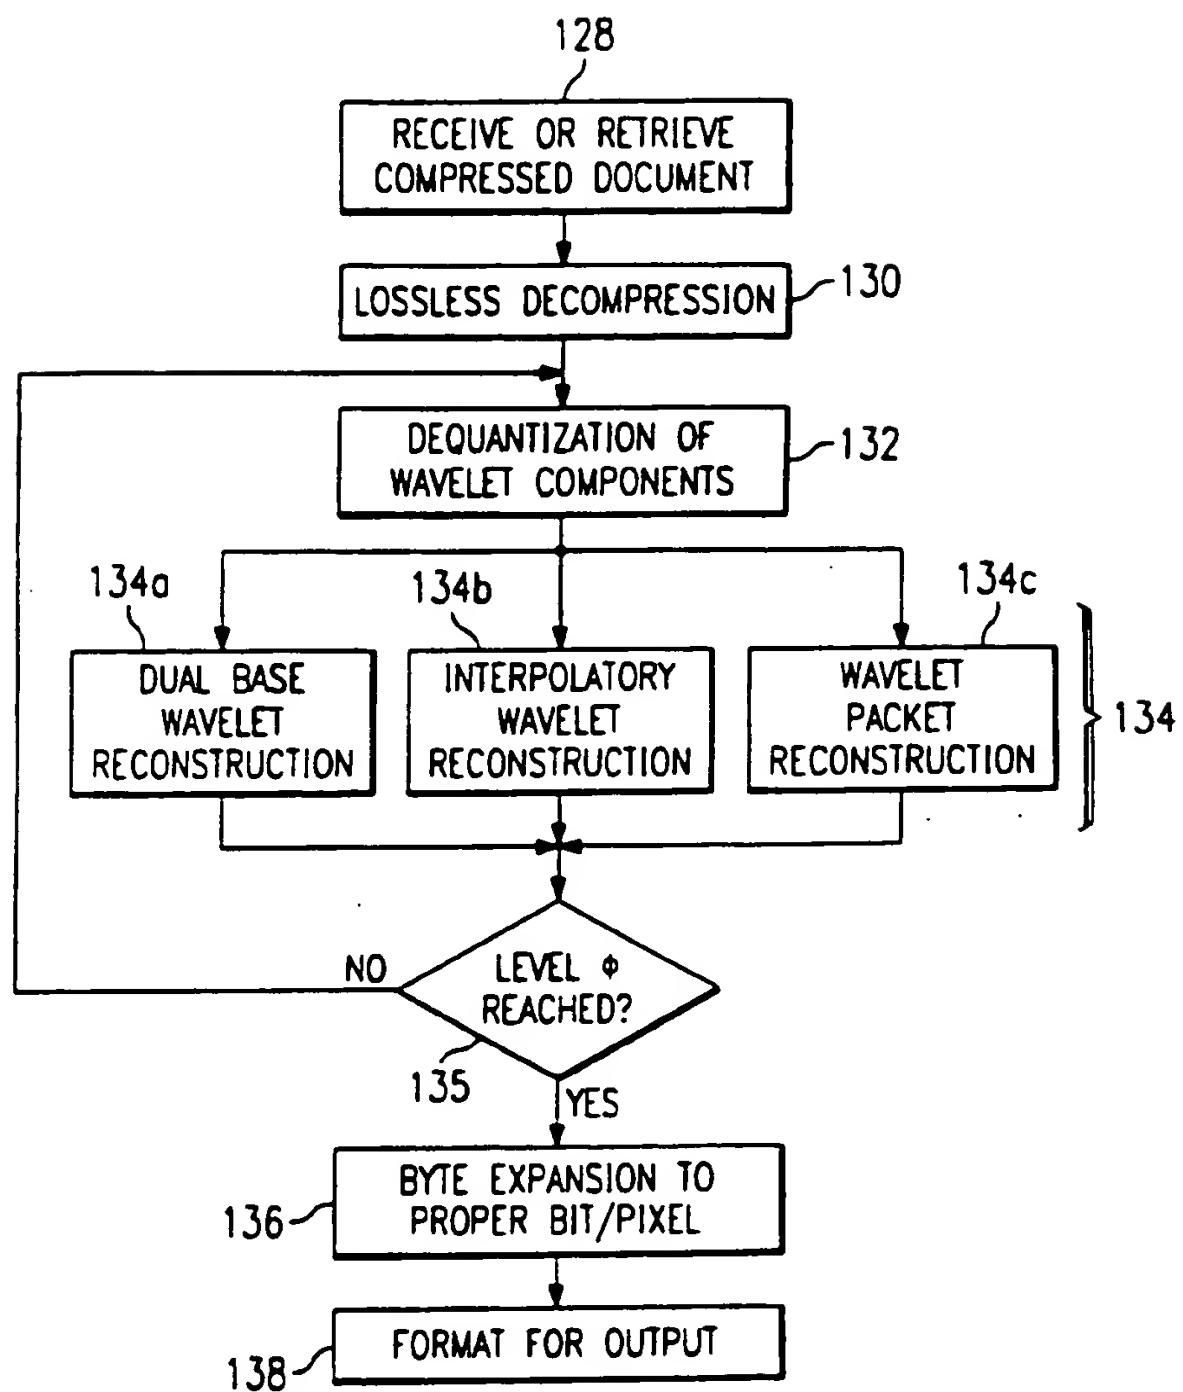 128
RECEIVE OR RETRIEVE
COMPRESSED DOCUMENT
LOSSLESS DECOMPRESSION
130
DEQUANTIZATION OF
WAVELET COMPONENTS
132
134a
134b
134c
DUAL BASE
WAVELET
RECONSTRUCTION
INTERPOLATORY
WAVELET
RECONSTRUCTION
WAVELET
PACKET
RECONSTRUCTION
134
NO
LEVEL φ
REACHED?
135
YES
BYTE EXPANSION TO
PROPER BIT/PIXEL
136
FORMAT FOR OUTPUT
138